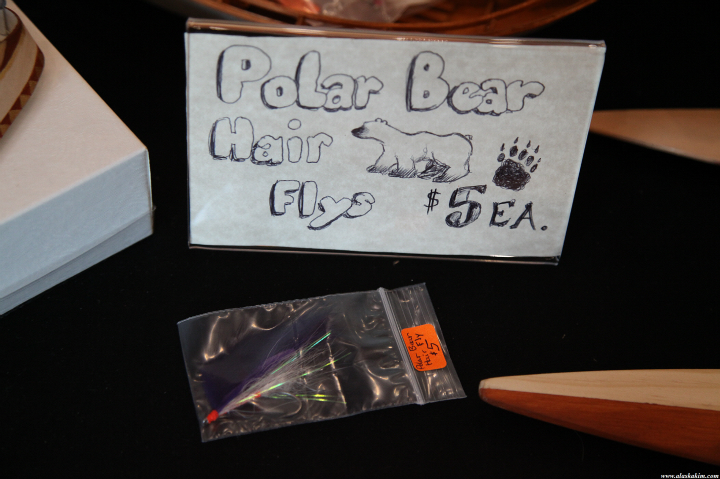 Polar Bear
Hair
Flys $5 EA.
Polar Bear
Hair Fly
$5
www.alaskakim.com